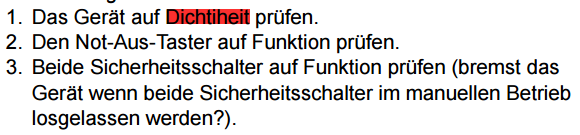 1. Das Gerät auf Dichtiheit prüfen.
2. Den Not-Aus-Taster auf Funktion prüfen.
3. Beide Sicherheitsschalter auf Funktion prüfen (bremst das
Gerät wenn beide Sicherheitsschalter im manuellen Betrieb
losgelassen werden?).